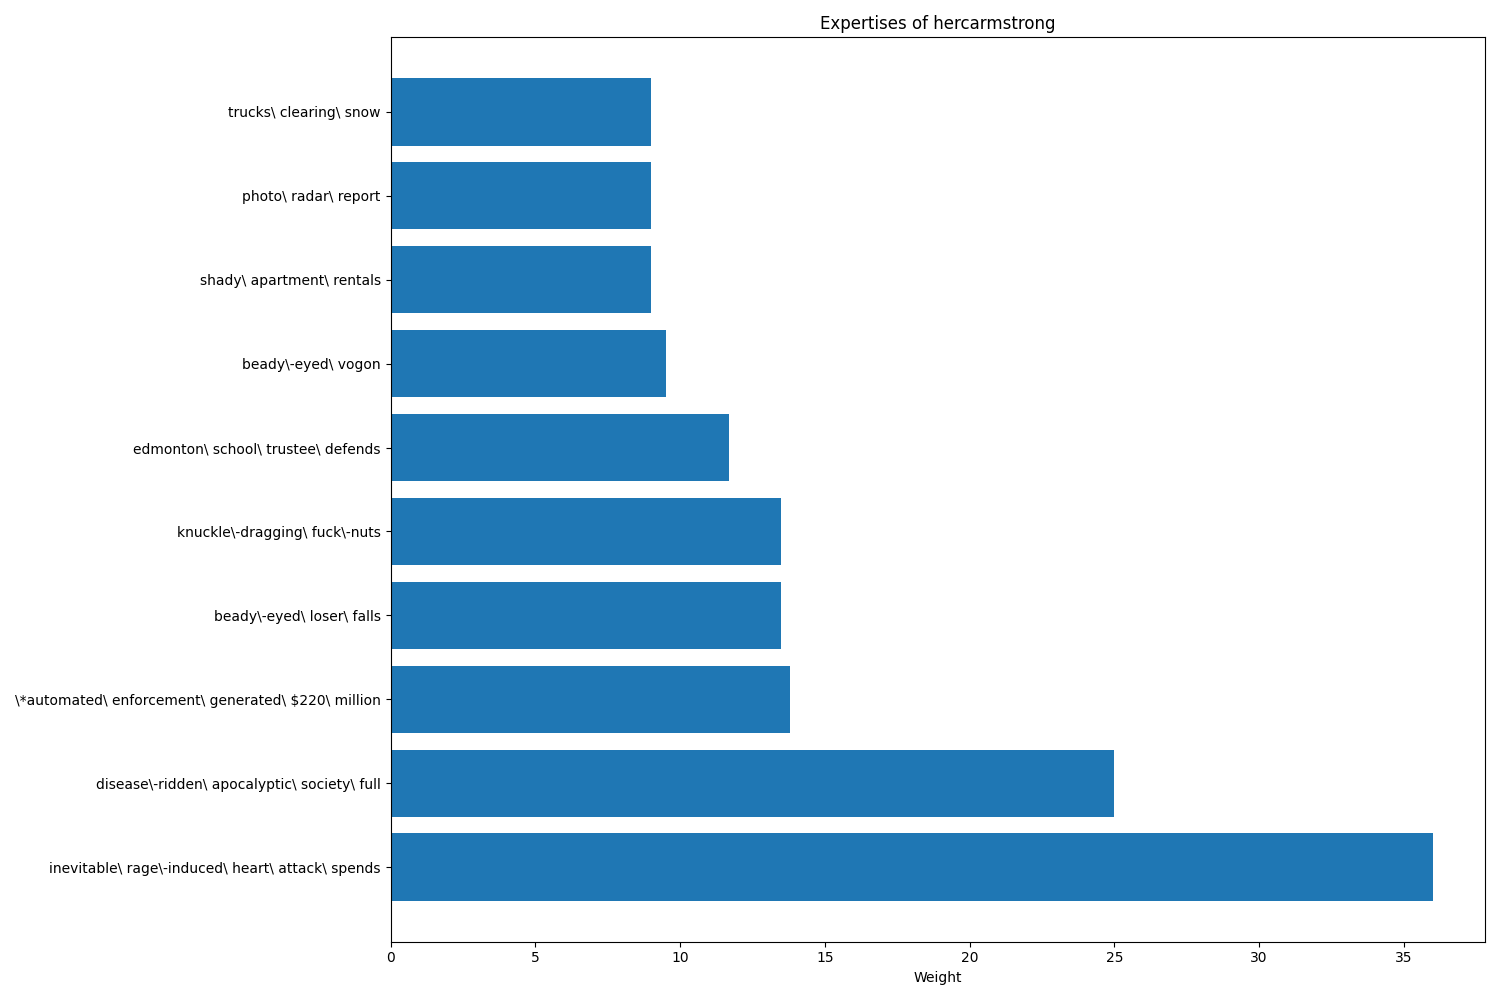 Expertises of hercarmstrong
trucks\ clearing\ snow
photo\ radar\ report
shady\ apartment\ rentals
beady\-eyed\ vogon
edmonton\ school\ trustee\ defends
knuckle\-dragging\ fuck\-nuts
beady\-eyed\ loser\ falls
\*automated\ enforcement\ generated\ $220\ million
disease\-ridden\ apocalyptic\ society\ full
inevitable\ rage\-induced\ heart\ attack\ spends
0 5 10 15 20 25 30 35
Weight